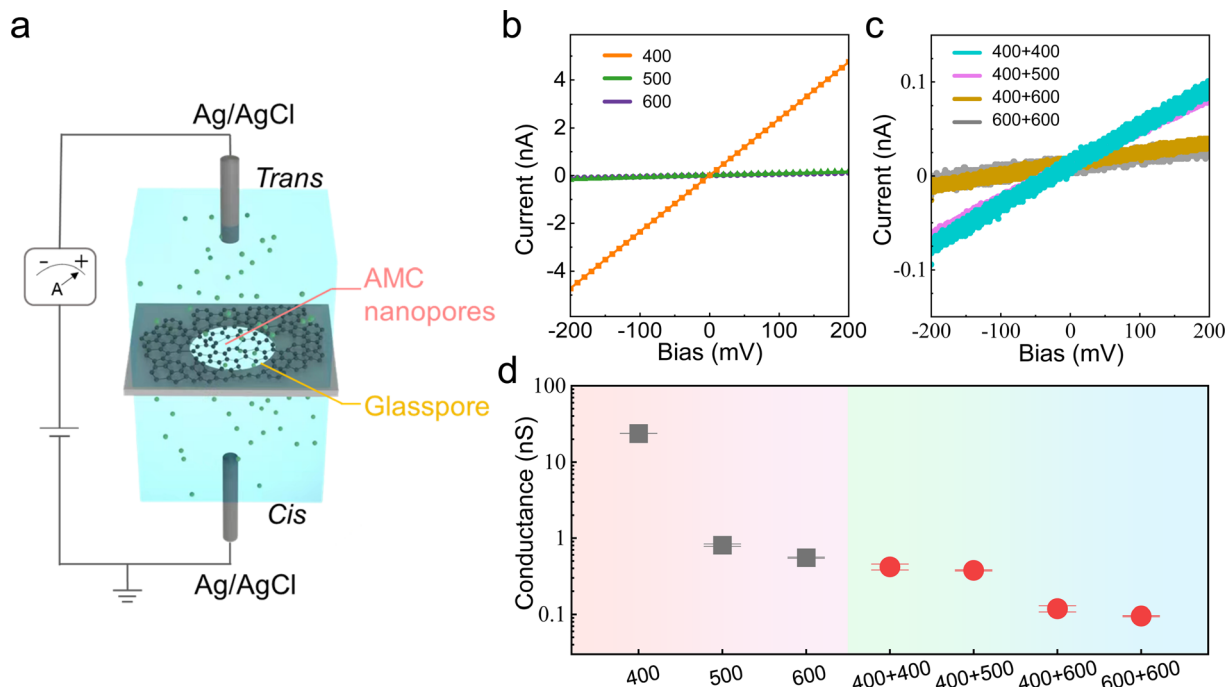 a
Ag/AgCl
Trans
- +
A
AMC
nanopores
Glasspore
Cis
Ag/AgCl
b
400
500
600
Current (nA)
4
2
0
-2
-4
-200 -100 0 100 200
Bias (mV)
c
400+400
400+500
400+600
600+600
Current (nA)
0.1
0
-0.1
-200 -100 0 100 200
Bias (mV)
d
Conductance (nS)
100
10
1
0.1
400 500 600 400+400 400+500 400+600 600+600